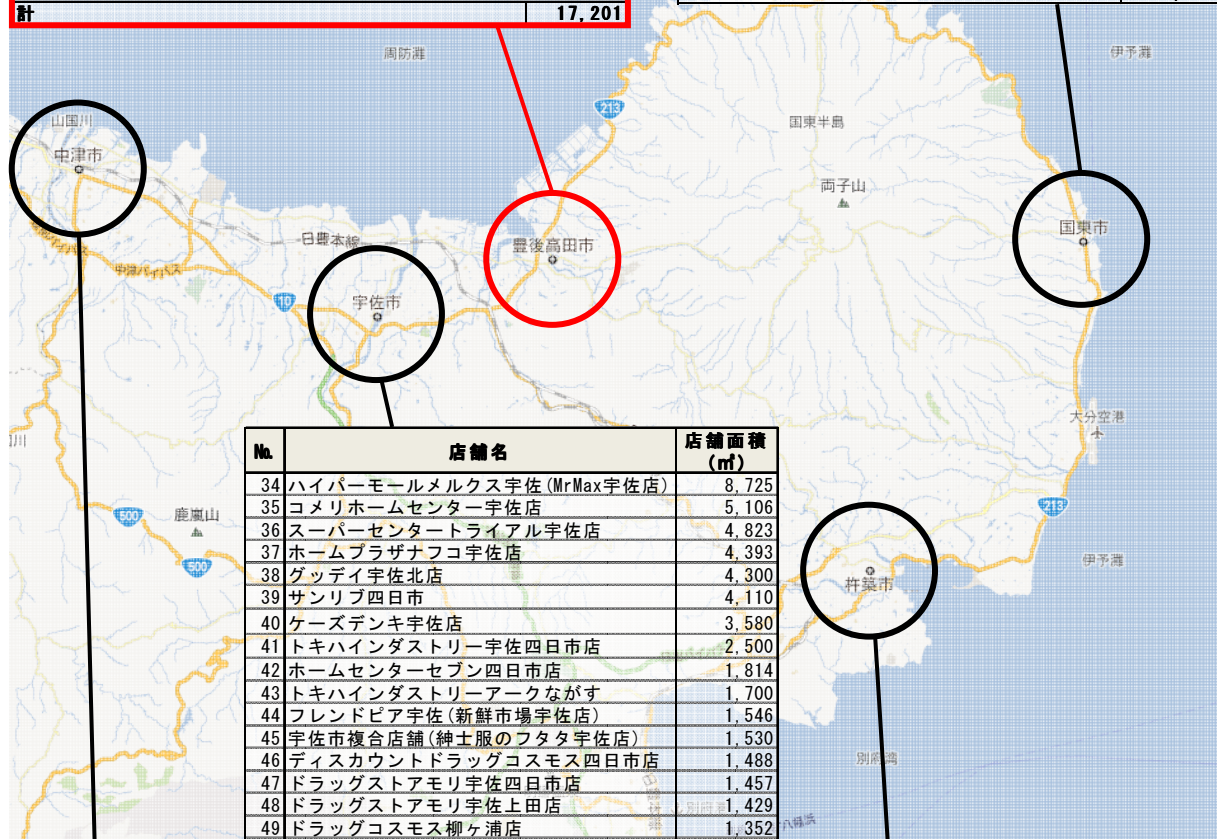 計 17,201
周防灘
伊予灘
213
山国川
国東半島
中津市
両子山
国東市
日豊本線
豊後高田市
中津バイパス
10
宇佐市
大分空港
500
鹿嵐山
500
213
伊予灘
杵築市
別府湾
No. 店舗名 店舗面積(㎡)
34 ハイパーモールメルクス宇佐(MrMax宇佐店) 8,725
35 コメリホームセンター宇佐店 5,106
36 スーパーセンタートライアル宇佐店 4,823
37 ホームプラザナフコ宇佐店 4,393
38 グッデイ宇佐北店 4,300
39 サンリブ四日市 4,110
40 ケーズデンキ宇佐店 3,580
41 トキハインダストリー宇佐四日市店 2,500
42 ホームセンターセブン四日市店 1,814
43 トキハインダストリーアークながす 1,700
44 フレンドピア宇佐(新鮮市場宇佐店) 1,546
45 宇佐市複合店舗(紳士服のフタタ宇佐店) 1,530
46 ディスカウントドラッグコスモス四日市店 1,488
47 ドラッグストアモリ宇佐四日市店 1,457
48 ドラッグストアモリ宇佐上田店 1,429
49 ドラッグコスモス柳ヶ浦店 1,352